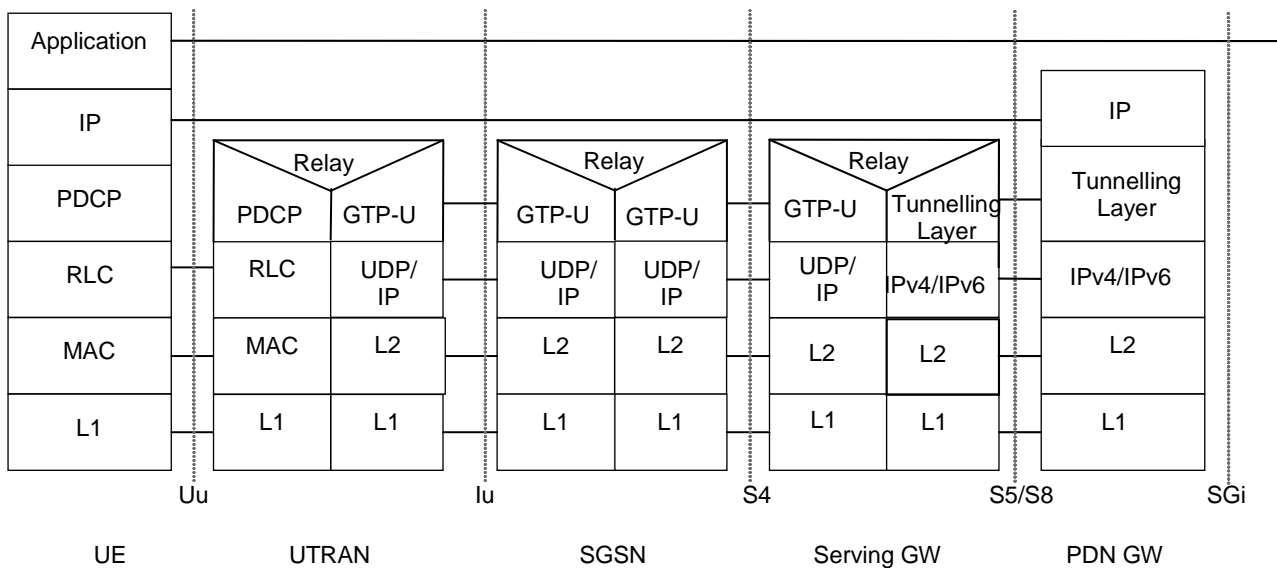 Application
IP
IP
Relay
Relay
Relay
PDCP
PDCP
GTP-U
GTP-U
GTP-U
GTP-U
Tunnelling
Layer
Tunnelling
Layer
RLC
RLC
UDP/
IP
UDP/
IP
UDP/
IP
UDP/
IP
IPv4/IPv6
IPv4/IPv6
MAC
MAC
L2
L2
L2
L2
L2
L2
L1
L1
L1
L1
L1
L1
L1
L1
Uu
Iu
S4
S5/S8
SGi
UE
UTRAN
SGSN
Serving GW
PDN GW